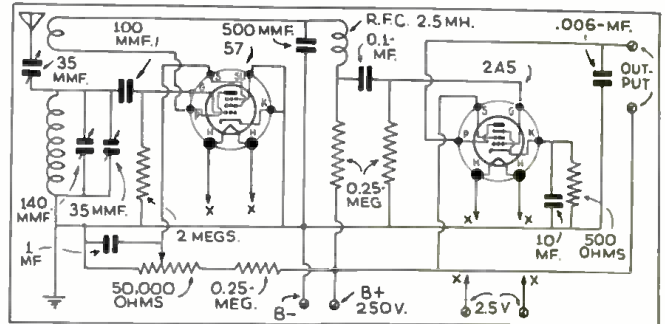 100 MMF.
500 MMF.
57
R.F.C. 2.5 MH.
0.1-
MF.
.006-MF.
35
MMF.
2A5
OUT-
PUT
S
SU
G
P
K
H
H
S
G
P
K
H
H
X
X
X
X
140
MMF.
35 MMF.
0.25-
MEG
1
MF.
2 MEGS.
10
MF.
500
OHMS
50,000
OHMS
0.25-
MEG.
B-
B+
250V.
X
X
2.5 V